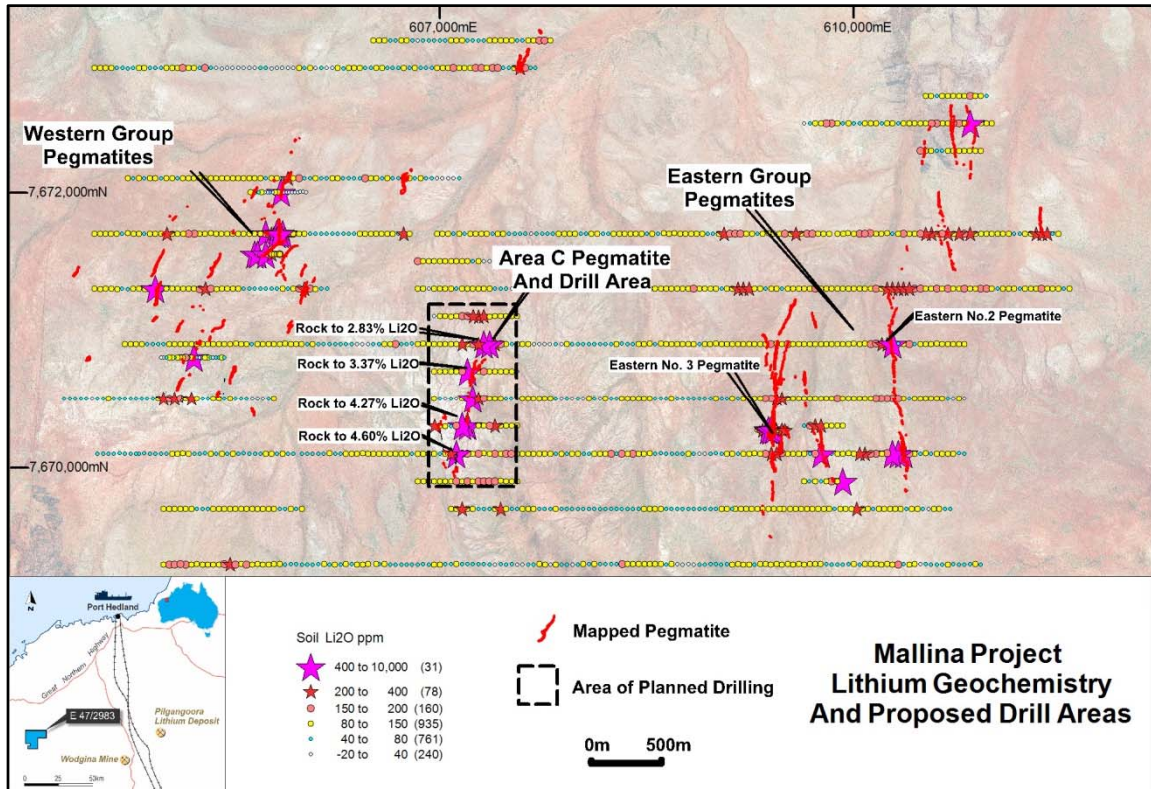 607,000mE
610,000mE
Western Group
Pegmatites
7,672,000mN
Eastern Group
Pegmatites
Area C Pegmatite
And Drill Area
Rock to 2.83% Li2O
Eastern No.2 Pegmatite
Rock to 3.37% Li2O
Eastern No. 3 Pegmatite
Rock to 4.27% Li2O
Rock to 4.60% Li2O
7,670,000mN
N
Port Hedland
Great Northern Highway
E 47/2983
Pilgangoora
Lithium Deposit
Wodgina Mine
0 25 50km
Soil Li2O ppm
400 to 10,000 (31)
200 to 400 (78)
150 to 200 (160)
80 to 150 (935)
40 to 80 (761)
-20 to 40 (240)
Mapped Pegmatite
Area of Planned Drilling
0m 500m
Mallina Project
Lithium Geochemistry
And Proposed Drill Areas